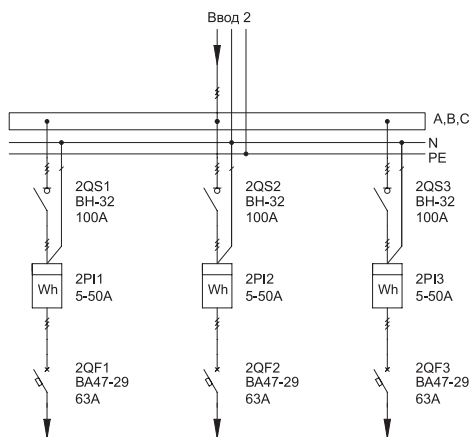 Ввод 2
A,B,C
N
PE
2QS1
ВН-32
100А
2QS2
ВН-32
100А
2QS3
ВН-32
100А
Wh
2PI1
5-50А
Wh
2PI2
5-50А
Wh
2PI3
5-50А
2QF1
ВА47-29
63А
2QF2
ВА47-29
63А
2QF3
ВА47-29
63А